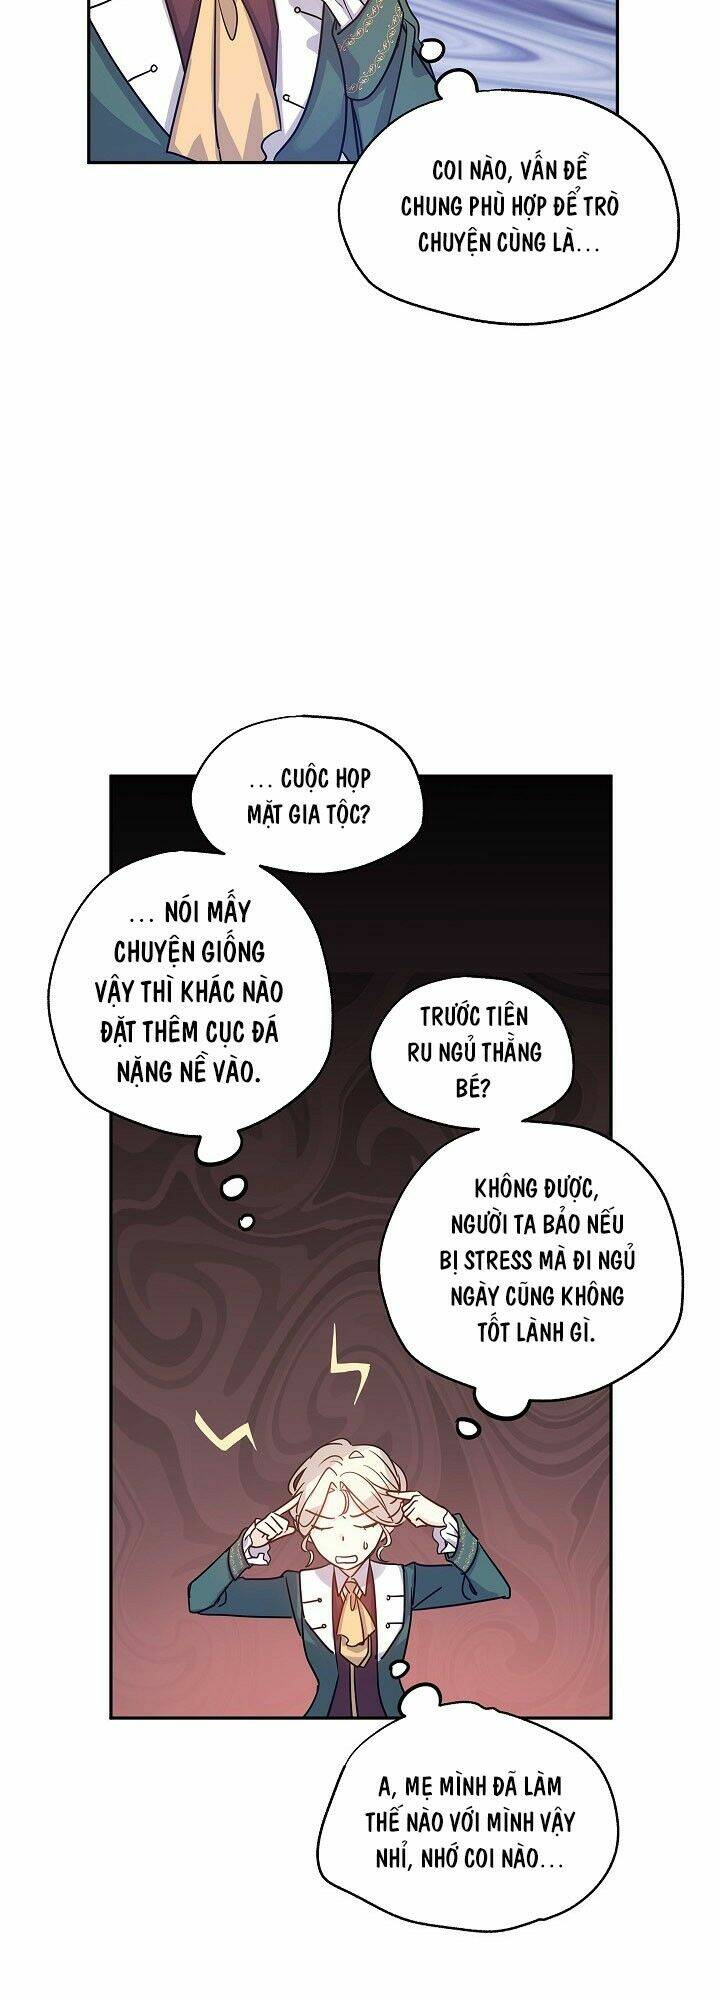 COI NÀO, VẤN ĐỀ
CHUNG PHÙ HỢP ĐỂ TRÒ
CHUYỆN CÙNG LÀ...
... CUỘC HỌP
MẶT GIA TỘC?
... NÓI MẤY
CHUYỆN GIỐNG
VẬY THÌ KHÁC NÀO
ĐẶT THÊM CỤC ĐÁ
NẶNG NỀ VÀO.
TRƯỚC TIÊN
RU NGỦ THẰNG
BÉ?
KHÔNG ĐƯỢC,
NGƯỜI TA BẢO NẾU
BỊ STRESS MÀ ĐI NGỦ
NGÀY CŨNG KHÔNG
TỐT LÀNH GÌ.
A, MẸ MÌNH ĐÃ LÀM
THẾ NÀO VỚI MÌNH VẬY
NHỈ, NHỚ COI NÀO...